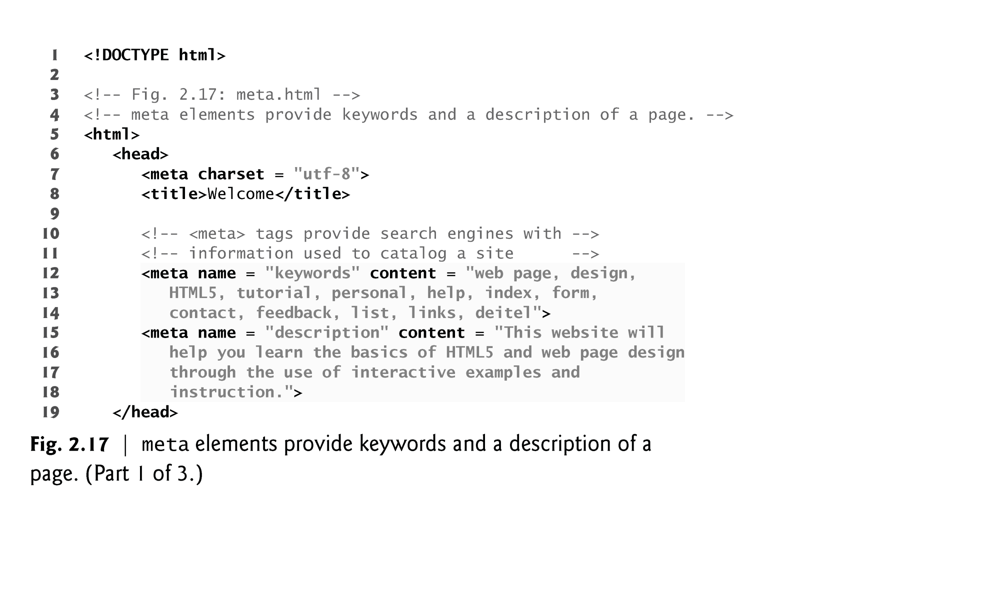 1 <!DOCTYPE html>
2
3 <!-- Fig. 2.17: meta.html -->
4 <!-- meta elements provide keywords and a description of a page. -->
5 <html>
6    <head>
7       <meta charset = "utf-8">
8       <title>Welcome</title>
9
10       <!-- <meta> tags provide search engines with -->
11       <!-- information used to catalog a site      -->
12       <meta name = "keywords" content = "web page, design,
13          HTML5, tutorial, personal, help, index, form,
14          contact, feedback, list, links, deitel">
15       <meta name = "description" content = "This website will
16          help you learn the basics of HTML5 and web page design
17          through the use of interactive examples and
18          instruction.">
19    </head>
Fig. 2.17 | meta elements provide keywords and a description of a
page. (Part 1 of 3.)